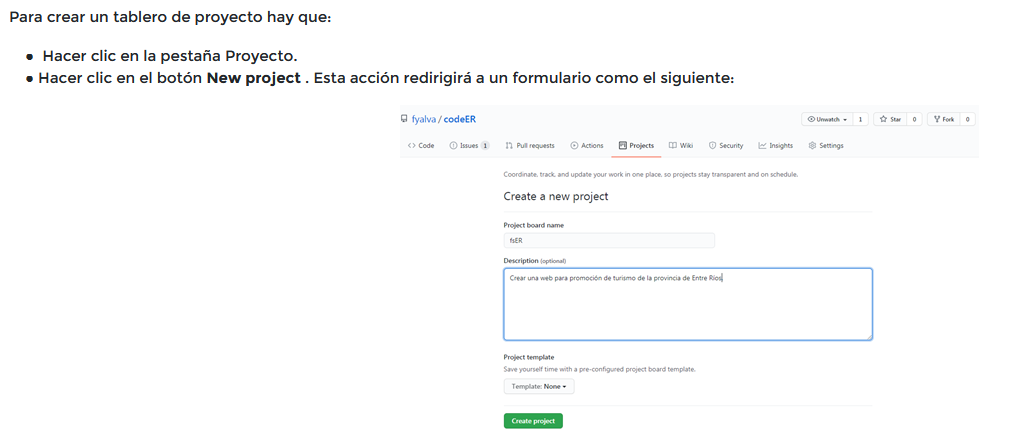 Para crear un tablero de proyecto hay que:
● Hacer clic en la pestaña Proyecto.
● Hacer clic en el botón New project . Esta acción redirigirá a un formulario como el siguiente:
fyalva / codeER Unwatch 1 Star 0 Fork 0
Code Issues 1 Pull requests Actions Projects Wiki Security Insights Settings
Coordinate, track, and update your work in one place, so projects stay transparent and on schedule.
Create a new project
Project board name
fsER
Description (optional)
Crear una web para promoción de turismo de la provincia de Entre Ríos
Project template
Save yourself time with a pre-configured project board template.
Template: None
Create project